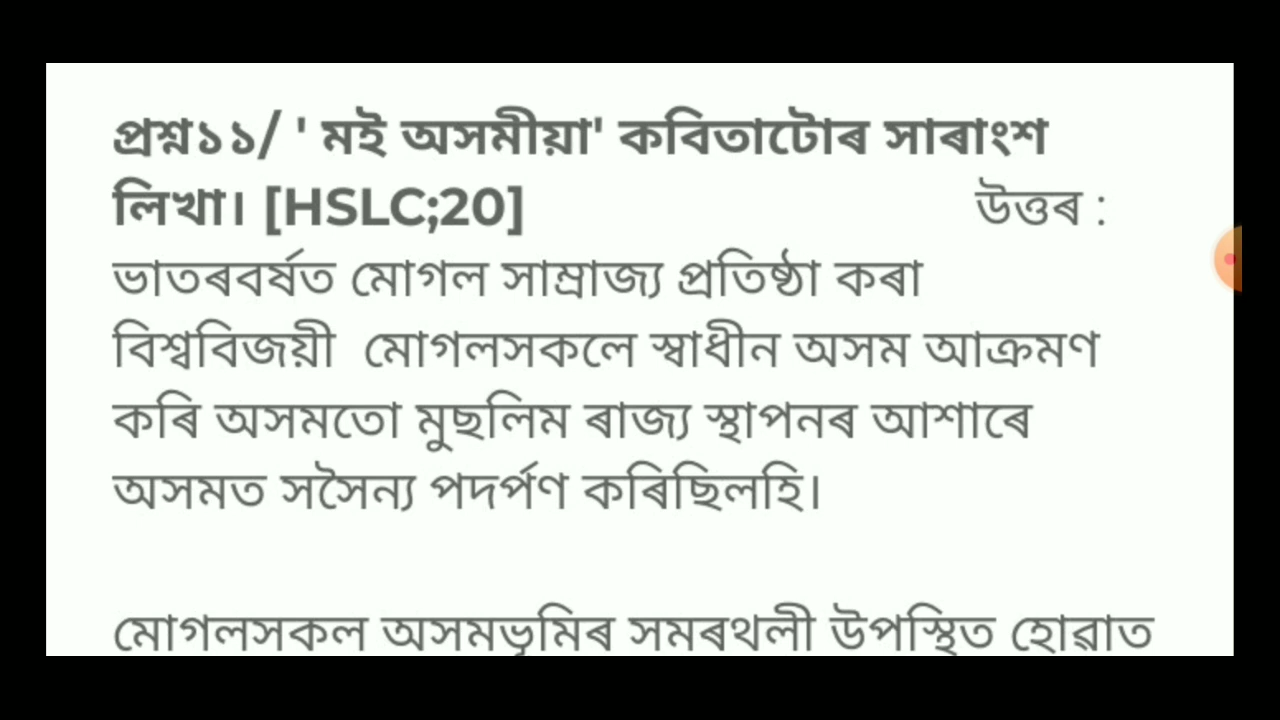 প্ৰশ্ন১১/ ' মই অসমীয়া' কবিতাটোৰ সাৰাংশ
লিখা। [HSLC;20] উত্তৰ :
ভাতৰবৰ্ষত মোগল সাম্ৰাজ্য প্ৰতিষ্ঠা কৰা
বিশ্ববিজয়ী মোগলসকলে স্বাধীন অসম আক্ৰমণ
কৰি অসমতো মুছলিম ৰাজ্য স্থাপনৰ আশাৰে
অসমত সসৈন্য পদৰ্পণ কৰিছিলহি।
মোগলসকল অসমভূমিৰ সমৰথলী উপস্থিত হোৱাত